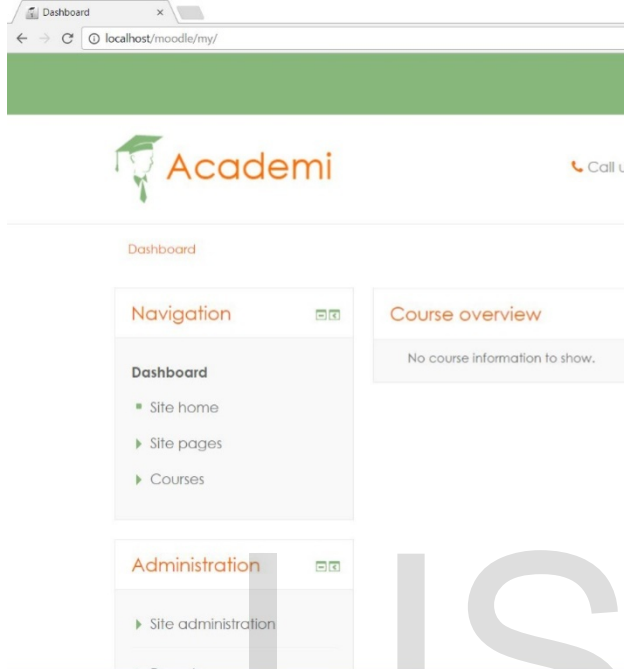 Dashboard
localhost/moodle/my/
Academi
Call
Dashboard
Navigation
Course overview
No course information to show.
Dashboard
Site home
Site pages
Courses
Administration
Site administration